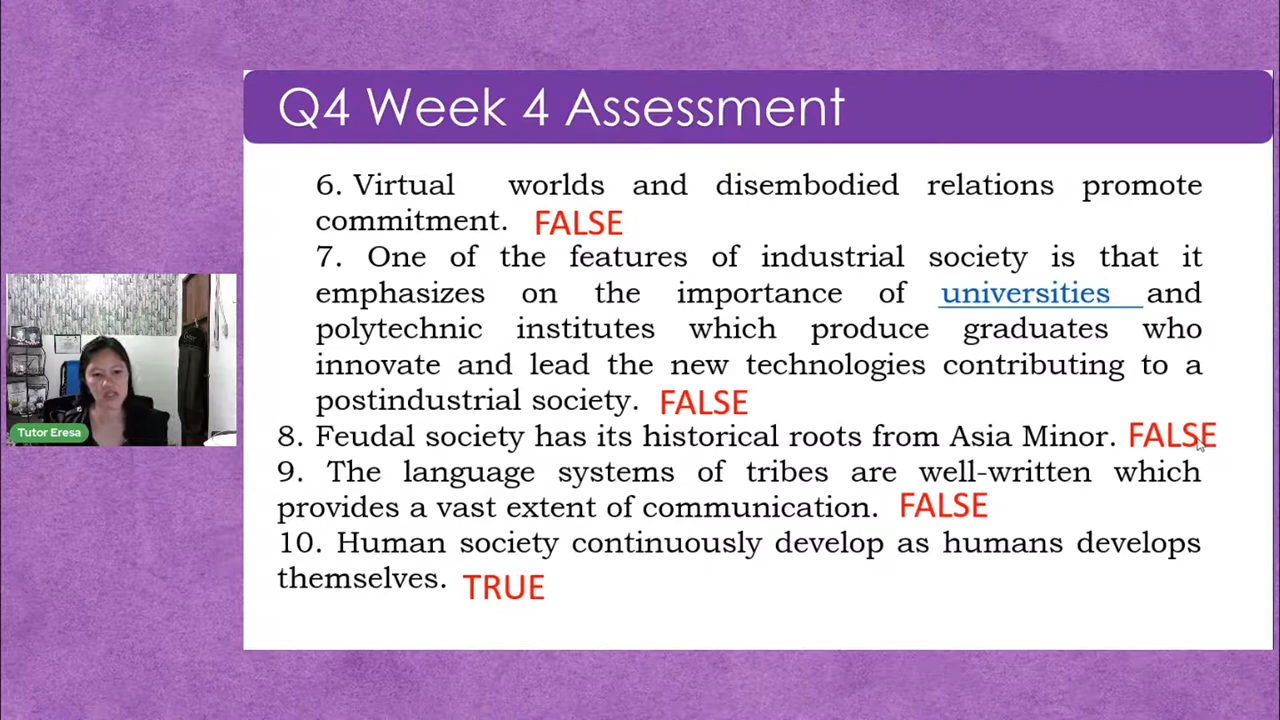 Q4 Week 4 Assessment
6. Virtual worlds and disembodied relations promote
commitment. FALSE
7. One of the features of industrial society is that it
emphasizes on the importance of universities and
polytechnic institutes which produce graduates who
innovate and lead the new technologies contributing to a
postindustrial society. FALSE
8. Feudal society has its historical roots from Asia Minor. FALSE
9. The language systems of tribes are well-written which
provides a vast extent of communication. FALSE
10. Human society continuously develop as humans develops
themselves. TRUE
Tutor Eresa